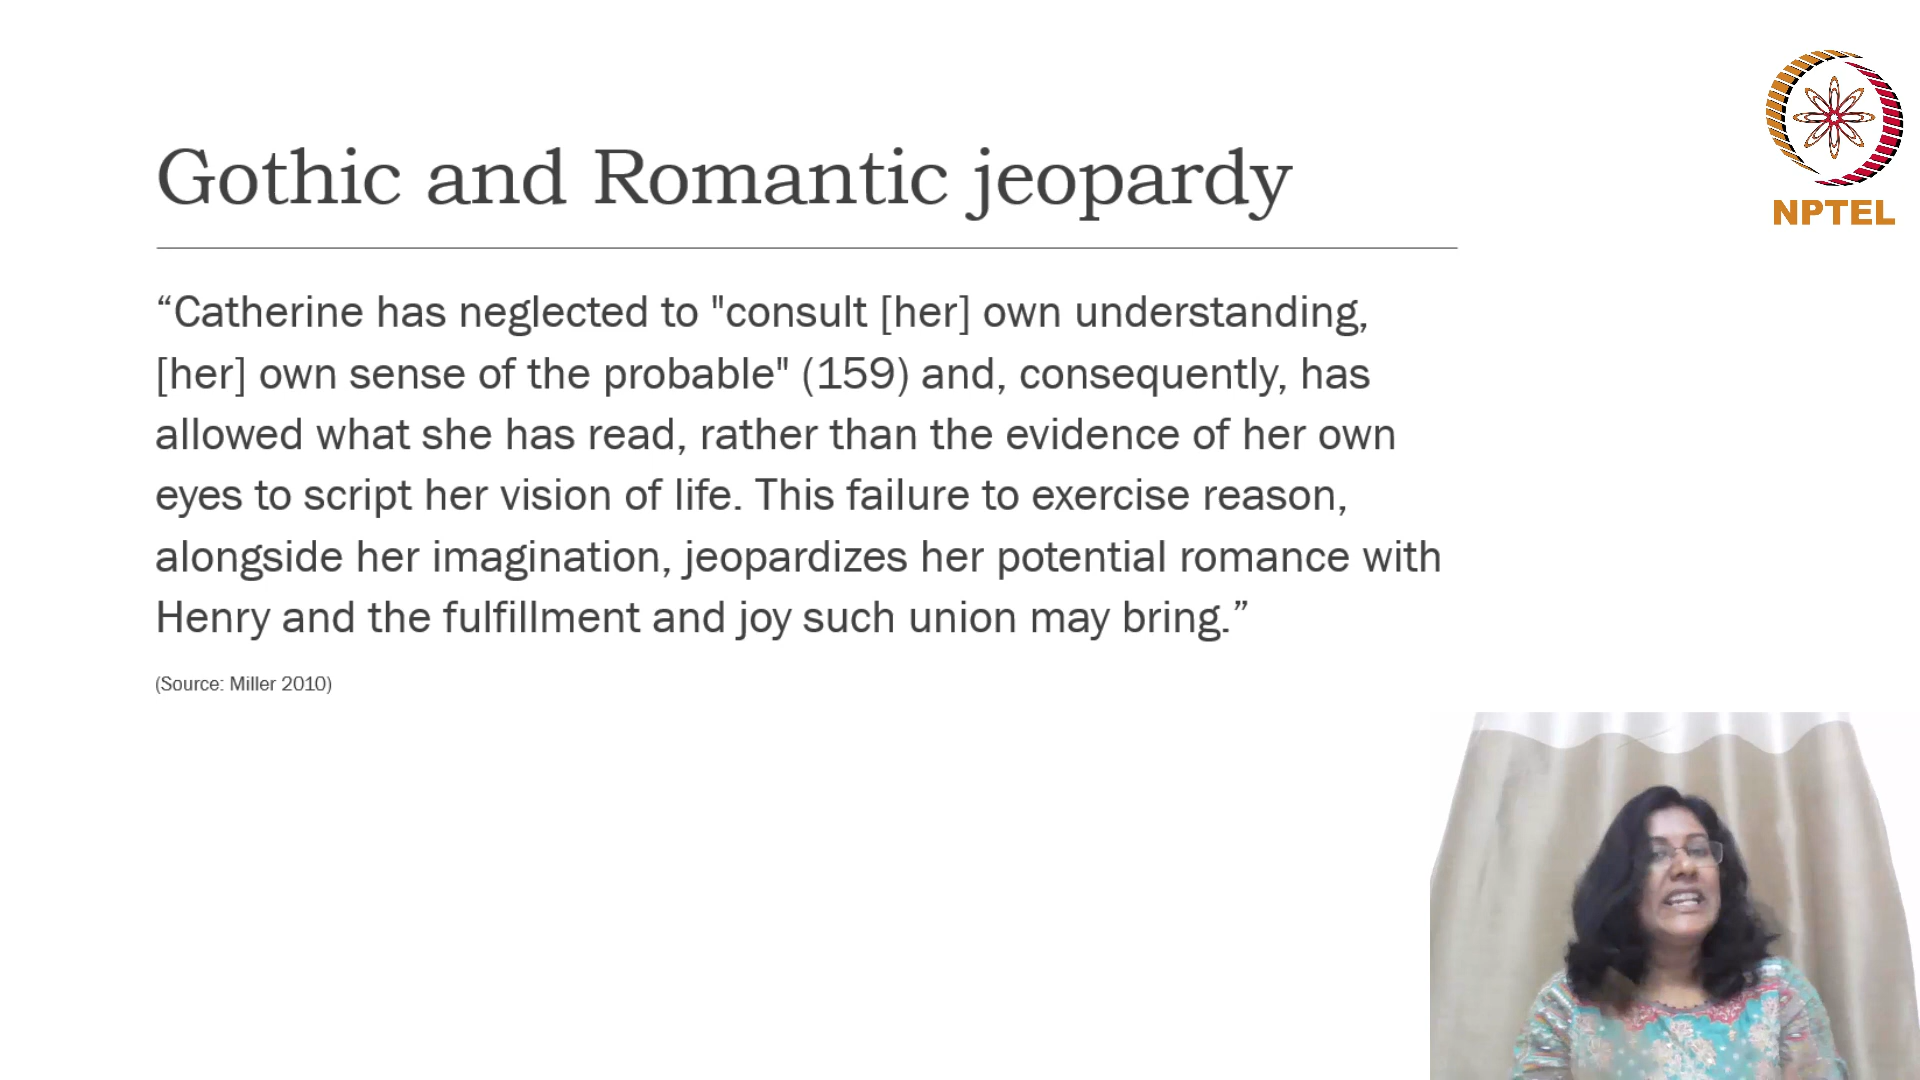 Gothic and Romantic jeopardy
“Catherine has neglected to "consult [her] own understanding,
[her] own sense of the probable" (159) and, consequently, has
allowed what she has read, rather than the evidence of her own
eyes to script her vision of life. This failure to exercise reason,
alongside her imagination, jeopardizes her potential romance with
Henry and the fulfillment and joy such union may bring.”
(Source: Miller 2010)
NPTEL